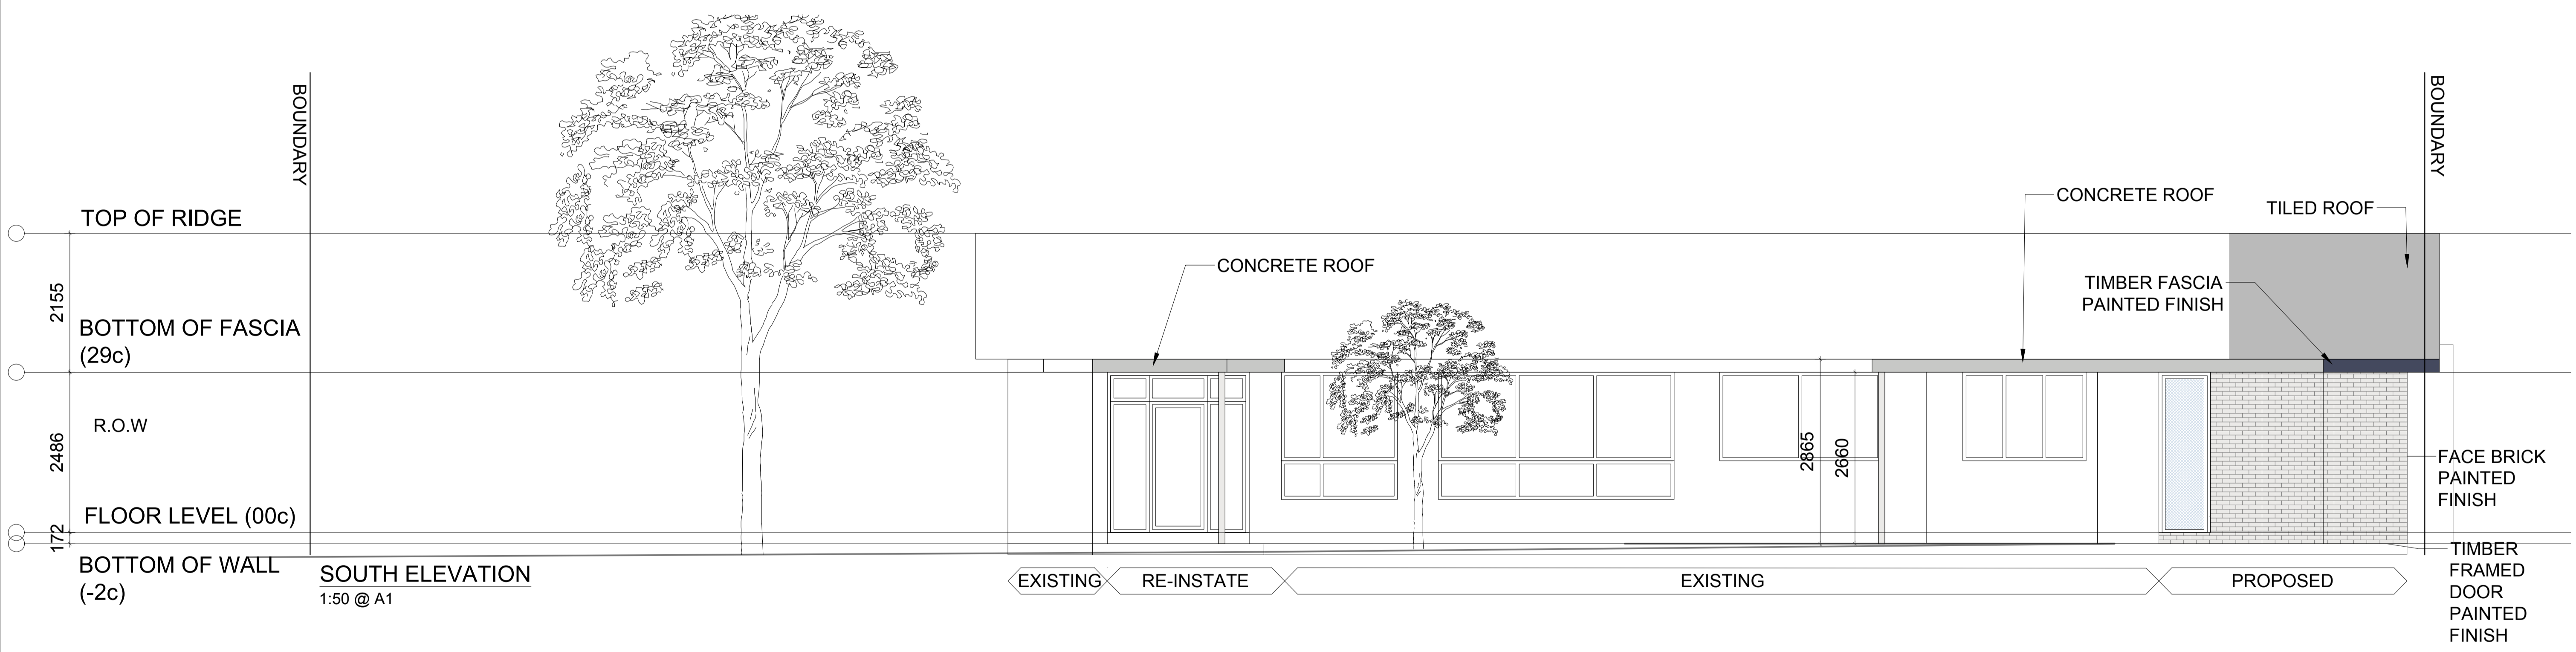 BOUNDARY
BOUNDARY
CONCRETE ROOF
TILED ROOF
TOP OF RIDGE
CONCRETE ROOF
TIMBER FASCIA
PAINTED FINISH
2155
BOTTOM OF FASCIA
(29c)
R.O.W
2486
2865
2660
FACE BRICK
PAINTED
FINISH
FLOOR LEVEL (00c)
172
BOTTOM OF WALL
(-2c)
SOUTH ELEVATION
1:50 @ A1
EXISTING
RE-INSTATE
EXISTING
PROPOSED
TIMBER
FRAMED
DOOR
PAINTED
FINISH